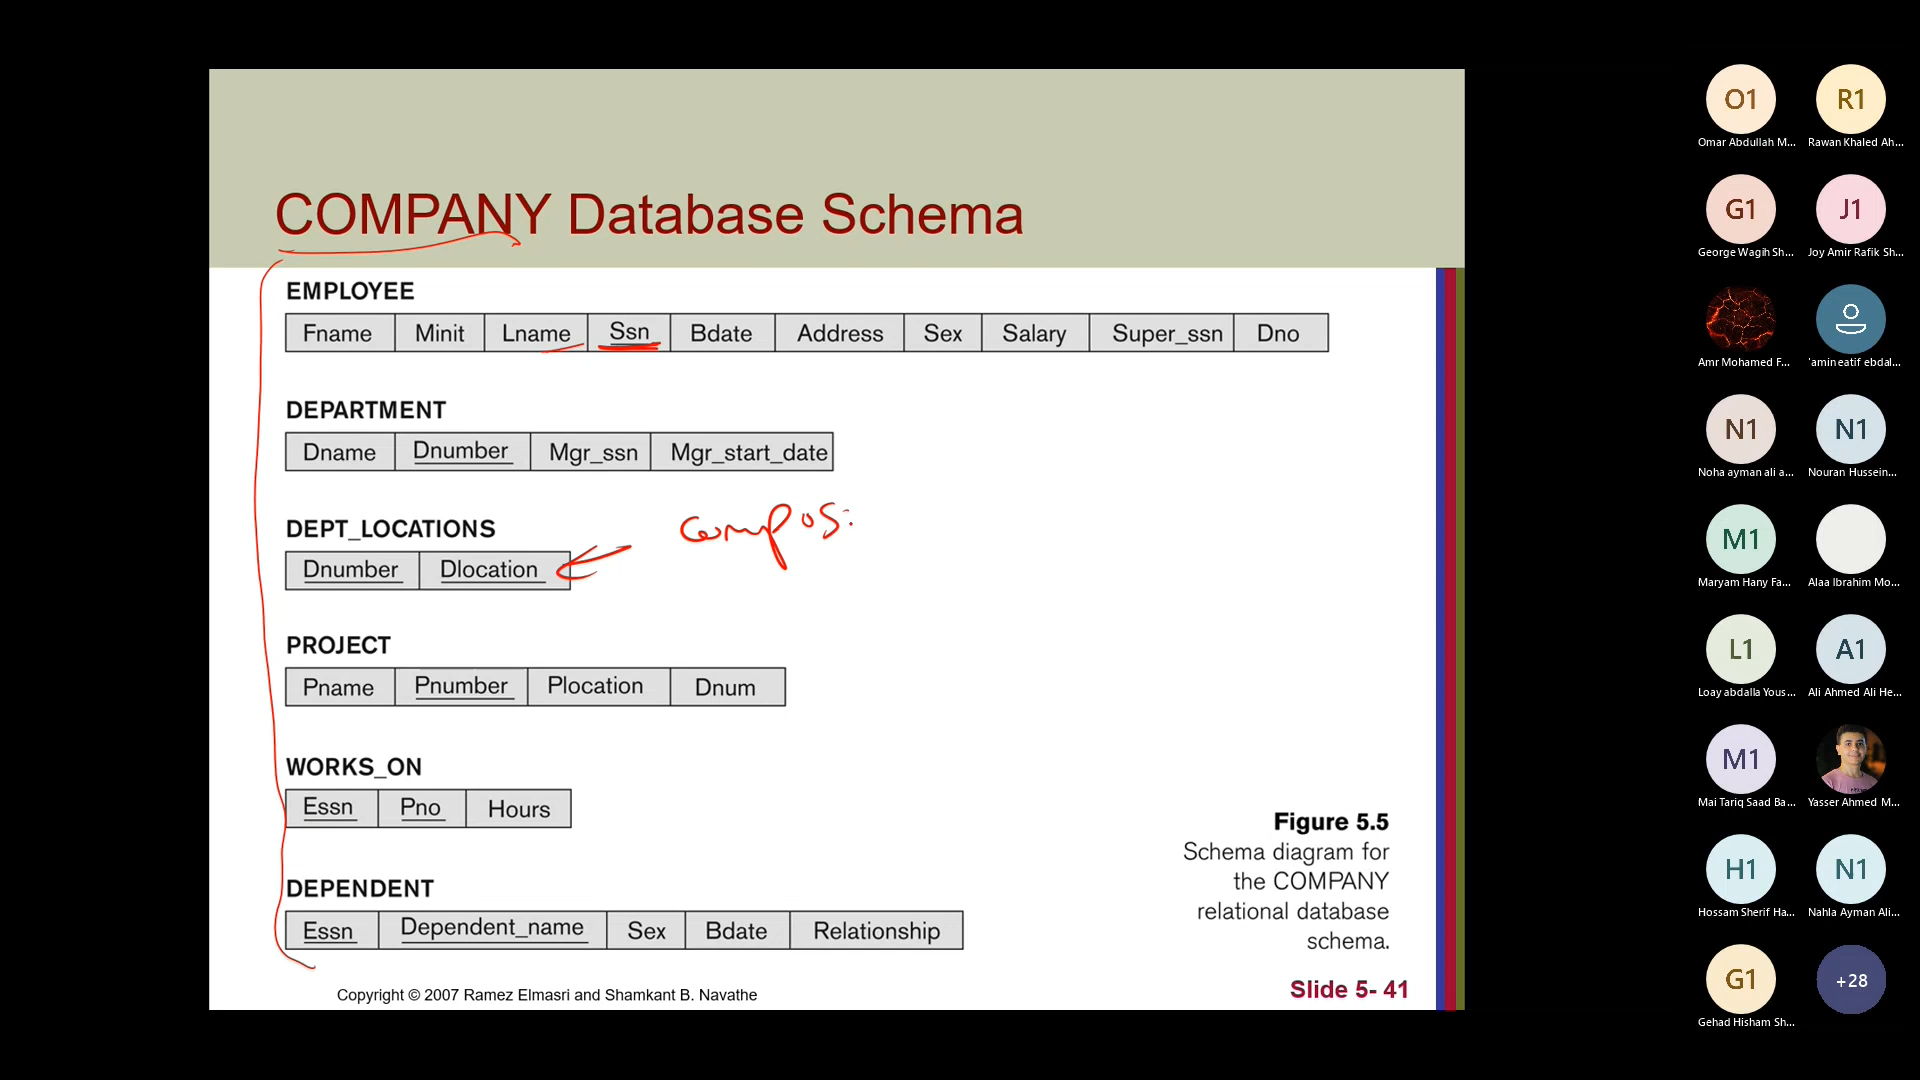 COMPANY Database Schema
EMPLOYEE
Fname Minit Lname Ssn Bdate Address Sex Salary Super_ssn Dno
DEPARTMENT
Dname Dnumber Mgr_ssn Mgr_start_date
DEPT_LOCATIONS
Dnumber Dlocation
compos
PROJECT
Pname Pnumber Plocation Dnum
WORKS_ON
Essn Pno Hours
DEPENDENT
Essn Dependent_name Sex Bdate Relationship
Figure 5.5
Schema diagram for
the COMPANY
relational database
schema.
Copyright © 2007 Ramez Elmasri and Shamkant B. Navathe
Slide 5- 41
O1 R1
Omar Abdullah M... Rawan Khaled Ah...
G1 J1
George Wagih Sh... Joy Amir Rafik Sh...
Amr Mohamed F... 'amin eatif ebdal...
N1 N1
Noha ayman ali a... Nouran Hussein...
M1
Maryam Hany Fa... Alaa Ibrahim Mo...
L1 A1
Loay abdalla Yous... Ali Ahmed Ali He...
M1
Mai Tariq Saad Ba... Yasser Ahmed M...
H1 N1
Hossam Sherif Ha... Nahla Ayman Ali...
G1 +28
Gehad Hisham Sh...